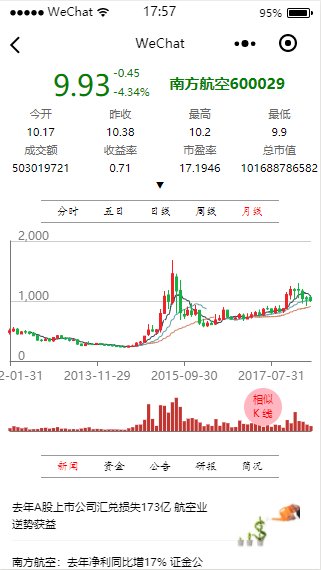 WeChat 17:57 95%
WeChat
9.93 -0.45 -4.34% 南方航空600029
今开 昨收 最高 最低
10.17 10.38 10.2 9.9
成交额 收益率 市盈率 总市值
503019721 0.71 17.1946 101688786582
分时 五日 日线 周线 月线
2,000
1,000
0
2-01-31 2013-11-29 2015-09-30 2017-07-31
相似
K 线
新闻 资金 公告 研报 简况
去年A股上市公司汇兑损失173亿 航空业
逆势获益
南方航空：去年净利同比增17% 证金公